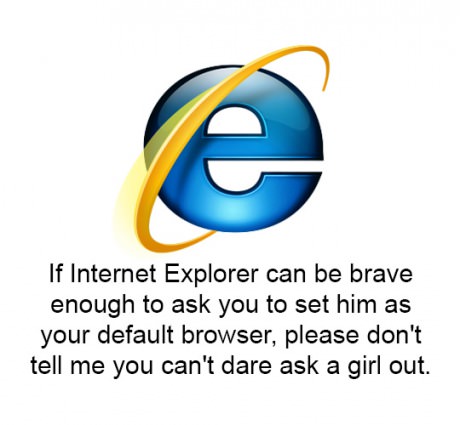 If Internet Explorer can be brave
enough to ask you to set him as
your default browser, please don't
tell me you can't dare ask a girl out.